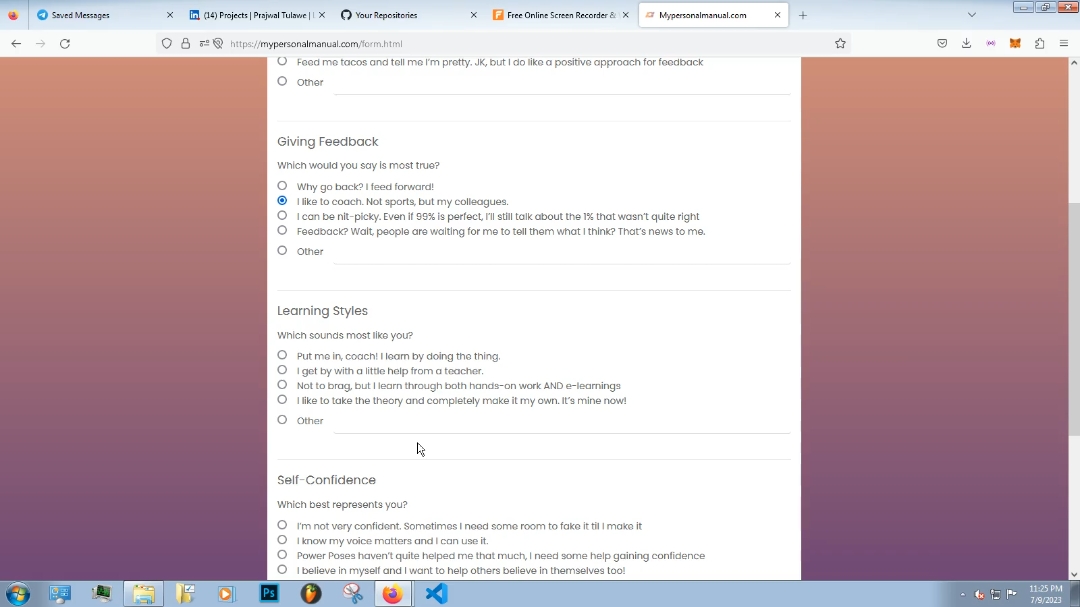 Saved Messages
(14) Projects | Prajwal Tulawe | L
Your Repositories
Free Online Screen Recorder &
Mypersonalmanual.com
https://mypersonalmanual.com/form.html
Feed me tacos and tell me I'm pretty. JK, but I do like a positive approach for feedback
Other
Giving Feedback
Which would you say is most true?
Why go back? I feed forward!
I like to coach. Not sports, but my colleagues.
I can be nit-picky. Even if 99% is perfect, I'll still talk about the 1% that wasn't quite right
Feedback? Wait, people are waiting for me to tell them what I think? That's news to me.
Other
Learning Styles
Which sounds most like you?
Put me in, coach! I learn by doing the thing.
I get by with a little help from a teacher.
Not to brag, but I learn through both hands-on work AND e-learnings
I like to take the theory and completely make it my own. It's mine now!
Other
Self-Confidence
Which best represents you?
I'm not very confident. Sometimes I need some room to fake it til I make it
I know my voice matters and I can use it.
Power Poses haven't quite helped me that much, I need some help gaining confidence
I believe in myself and I want to help others believe in themselves too!
Ps
11:25 PM
7/9/2023